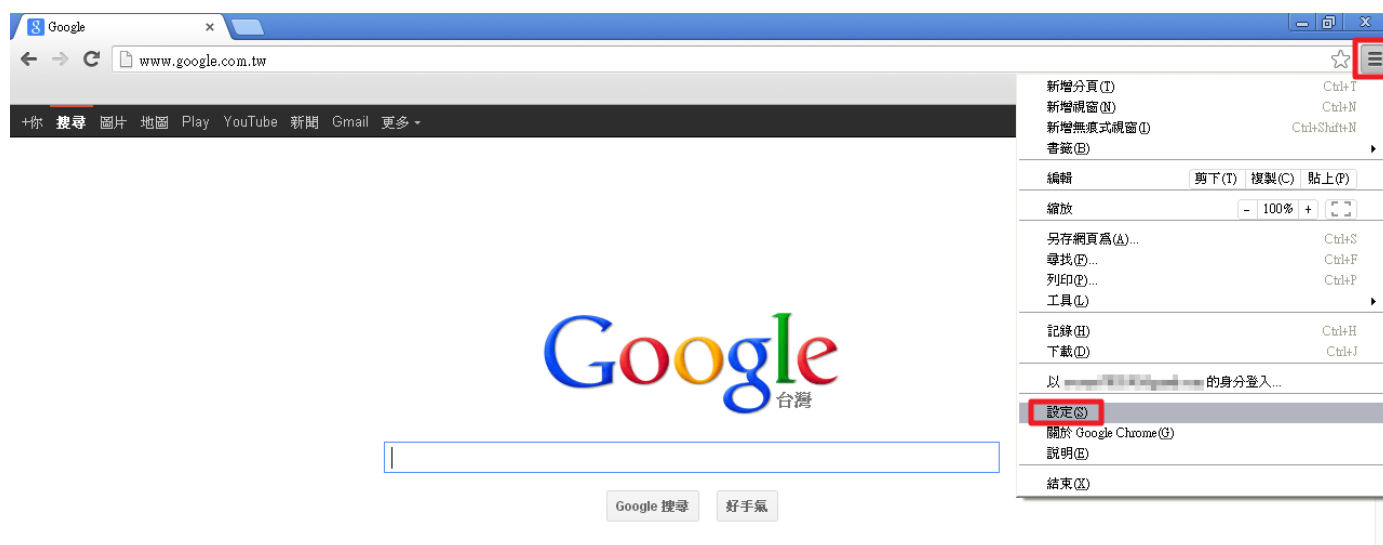 Google
www.google.com.tw
+你 搜尋 圖片 地圖 Play YouTube 新聞 Gmail 更多
新增分頁(T) Ctrl+T
新增視窗(N) Ctrl+N
新增無痕式視窗(I) Ctrl+Shift+N
書籤(B)
編輯 剪下(T) 複製(C) 貼上(P)
縮放 - 100% +
另存網頁為(A)... Ctrl+S
尋找(F)... Ctrl+F
列印(P)... Ctrl+P
工具(L)
記錄(H) Ctrl+H
下載(D) Ctrl+J
以 的身分登入...
設定(S)
關於 Google Chrome(G)
說明(E)
結束(X)
Google
台灣
Google 搜尋 好手氣